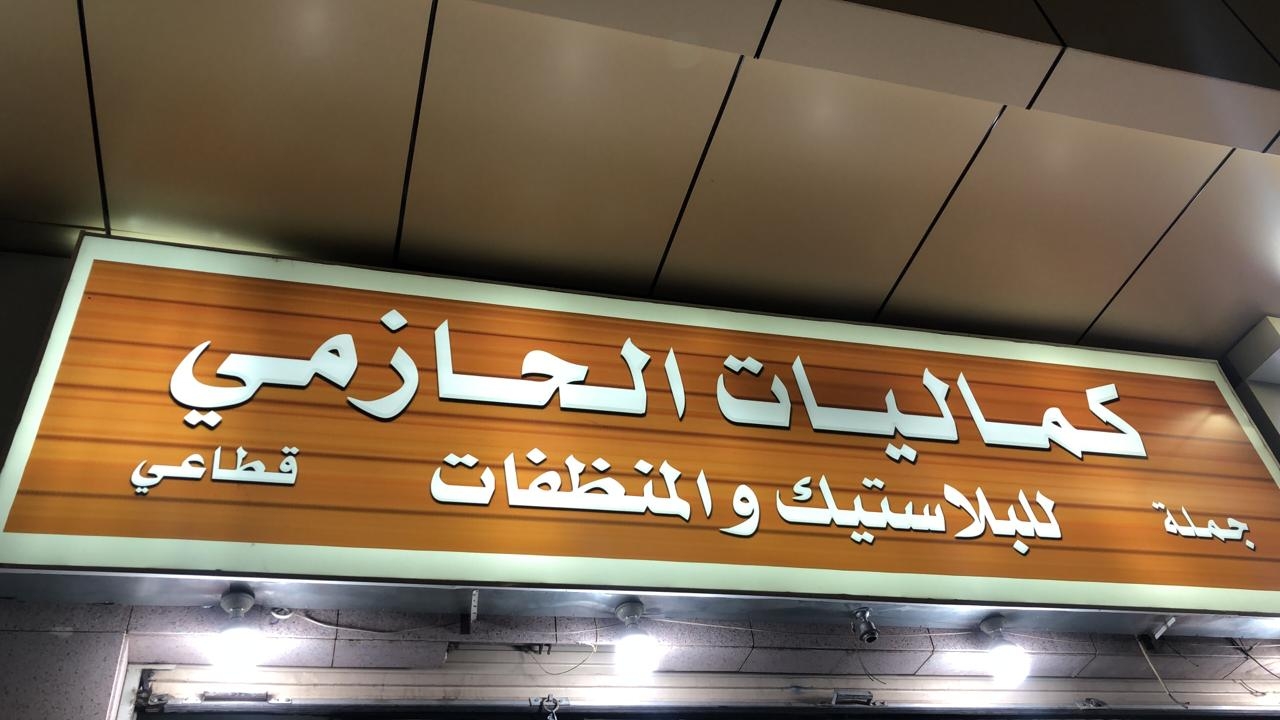 كماليات الحازمي
جملة للبلاستيك والمنظفات قطاعي